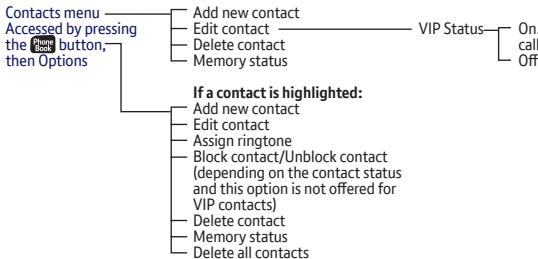 Contacts menu
Accessed by pressing
the Phone Book button,
then Options
Add new contact
Edit contact
Delete contact
Memory status
VIP Status
On
call
Off
If a contact is highlighted:
Add new contact
Edit contact
Assign ringtone
Block contact/Unblock contact
(depending on the contact status
and this option is not offered for
VIP contacts)
Delete contact
Memory status
Delete all contacts